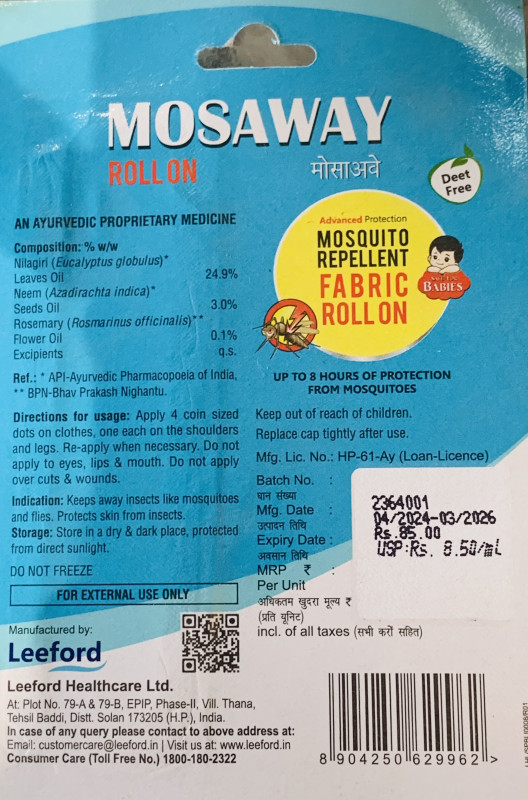 MOSAWAY
ROLL ON
मोसाअवे
Deet
Free
AN AYURVEDIC PROPRIETARY MEDICINE
Composition: % w/w
Nilagiri (Eucalyptus globulus)*
Leaves Oil 24.9%
Neem (Azadirachta indica)*
Seeds Oil 3.0%
Rosemary (Rosmarinus officinalis)**
Flower Oil 0.1%
Excipients q.s.
Ref.: * API-Ayurvedic Pharmacopoeia of India,
** BPN-Bhav Prakash Nighantu.
Directions for usage: Apply 4 coin sized
dots on clothes, one each on the shoulders
and legs. Re-apply when necessary. Do not
apply to eyes, lips & mouth. Do not apply
over cuts & wounds.
Indication: Keeps away insects like mosquitoes
and flies. Protects skin from insects.
Storage: Store in a dry & dark place, protected
from direct sunlight.
DO NOT FREEZE
FOR EXTERNAL USE ONLY
Advanced Protection
MOSQUITO
REPELLENT
FABRIC
ROLL ON
BABIES
UP TO 8 HOURS OF PROTECTION
FROM MOSQUITOES
Keep out of reach of children.
Replace cap tightly after use.
Mfg. Lic. No.: HP-61-Ay (Loan-Licence)
Batch No. :
घान संख्या
Mfg. Date :
उत्पादन तिथि
Expiry Date :
अवसान तिथि
MRP ₹ :
Per Unit
अधिकतम खुदरा मूल्य ₹
(प्रति यूनिट)
incl. of all taxes (सभी करों सहित)
2364001
04/2024-03/2026
Rs.85.00
USP:Rs. 8.50/mL
Manufactured by:
Leeford
Leeford Healthcare Ltd.
At: Plot No. 79-A & 79-B, EPIP, Phase-II, Vill. Thana,
Tehsil Baddi, Distt. Solan 173205 (H.P.), India.
In case of any query please contact to above address at:
Email: customercare@leeford.in | Visit us at: www.leeford.in
Consumer Care (Toll Free No.) 1800-180-2322
8 904250 629962 >